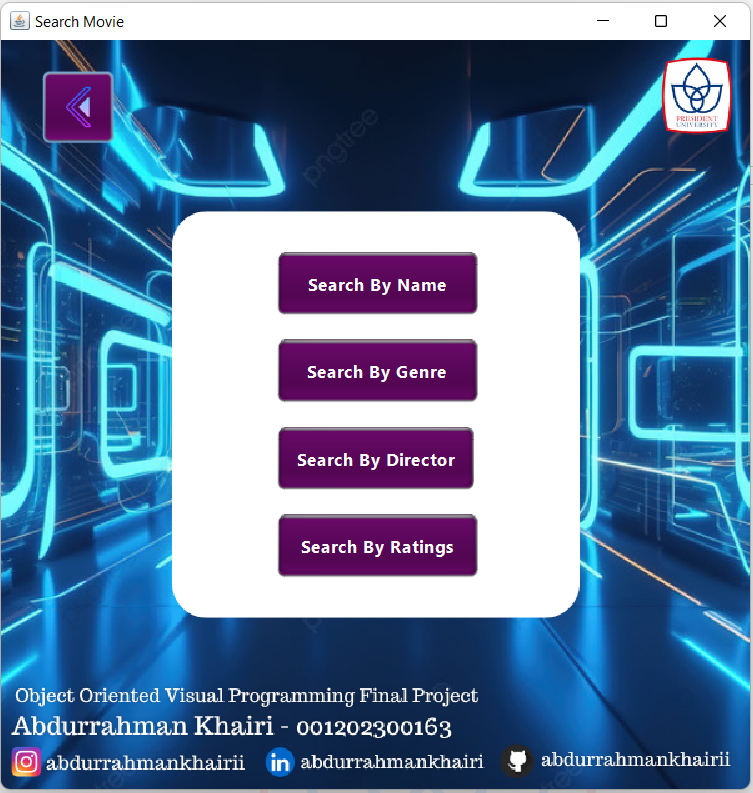 Search Movie
PRESIDENT
UNIVERSITY
pngtree
Search By Name
Search By Genre
Search By Director
Search By Ratings
Object Oriented Visual Programming Final Project
Abdurrahman Khairi - 001202300163
abdurrahmankhairii abdurrahmankhairi abdurrahmankhairii